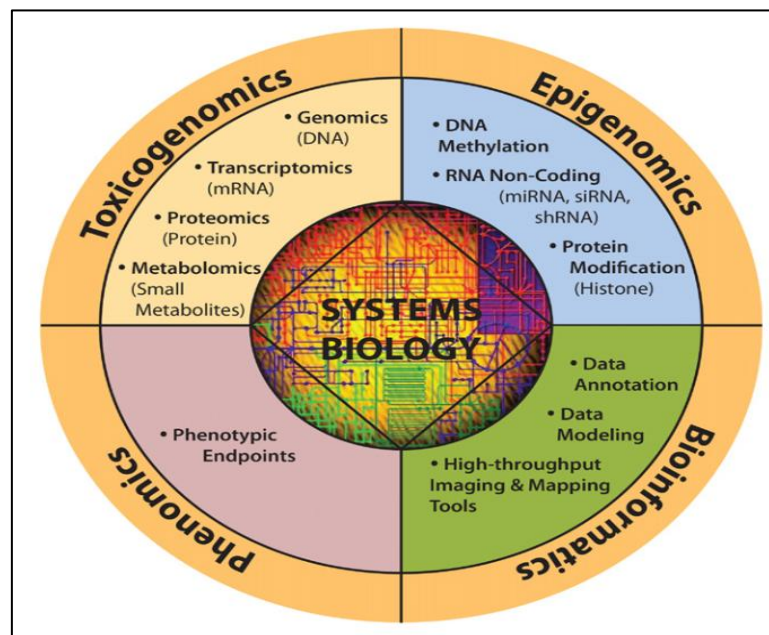 Toxicogenomics
• Genomics
(DNA)
• Transcriptomics
(mRNA)
• Proteomics
(Protein)
• Metabolomics
(Small
Metabolites)
Epigenomics
• DNA
Methylation
• RNA Non-Coding
(miRNA, siRNA,
shRNA)
• Protein
Modification
(Histone)
SYSTEMS
BIOLOGY
Phenomics
• Phenotypic
Endpoints
Bioinformatics
• Data
Annotation
• Data
Modeling
• High-throughput
Imaging & Mapping
Tools